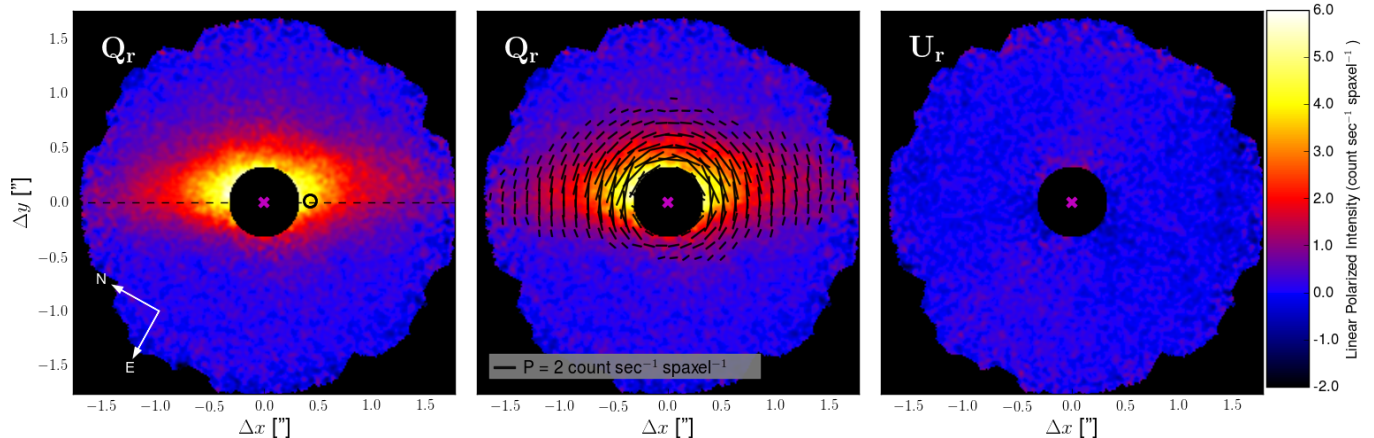 Q_r
Q_r
U_r
1.5
1.0
0.5
0.0
−0.5
−1.0
−1.5
Δy ["]
N
E
P = 2 count sec⁻¹ spaxel⁻¹
−1.5 −1.0 −0.5 0.0 0.5 1.0 1.5
−1.5 −1.0 −0.5 0.0 0.5 1.0 1.5
−1.5 −1.0 −0.5 0.0 0.5 1.0 1.5
Δx ["]
Δx ["]
Δx ["]
6.0
5.0
4.0
3.0
2.0
1.0
0.0
-1.0
-2.0
Linear Polarized Intensity (count sec⁻¹ spaxel⁻¹)